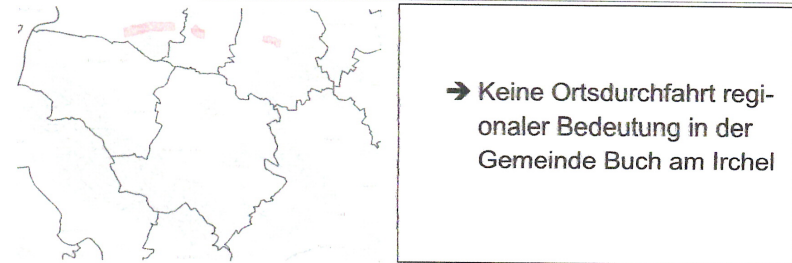 ➔ Keine Ortsdurchfahrt regi-
onaler Bedeutung in der
Gemeinde Buch am Irchel